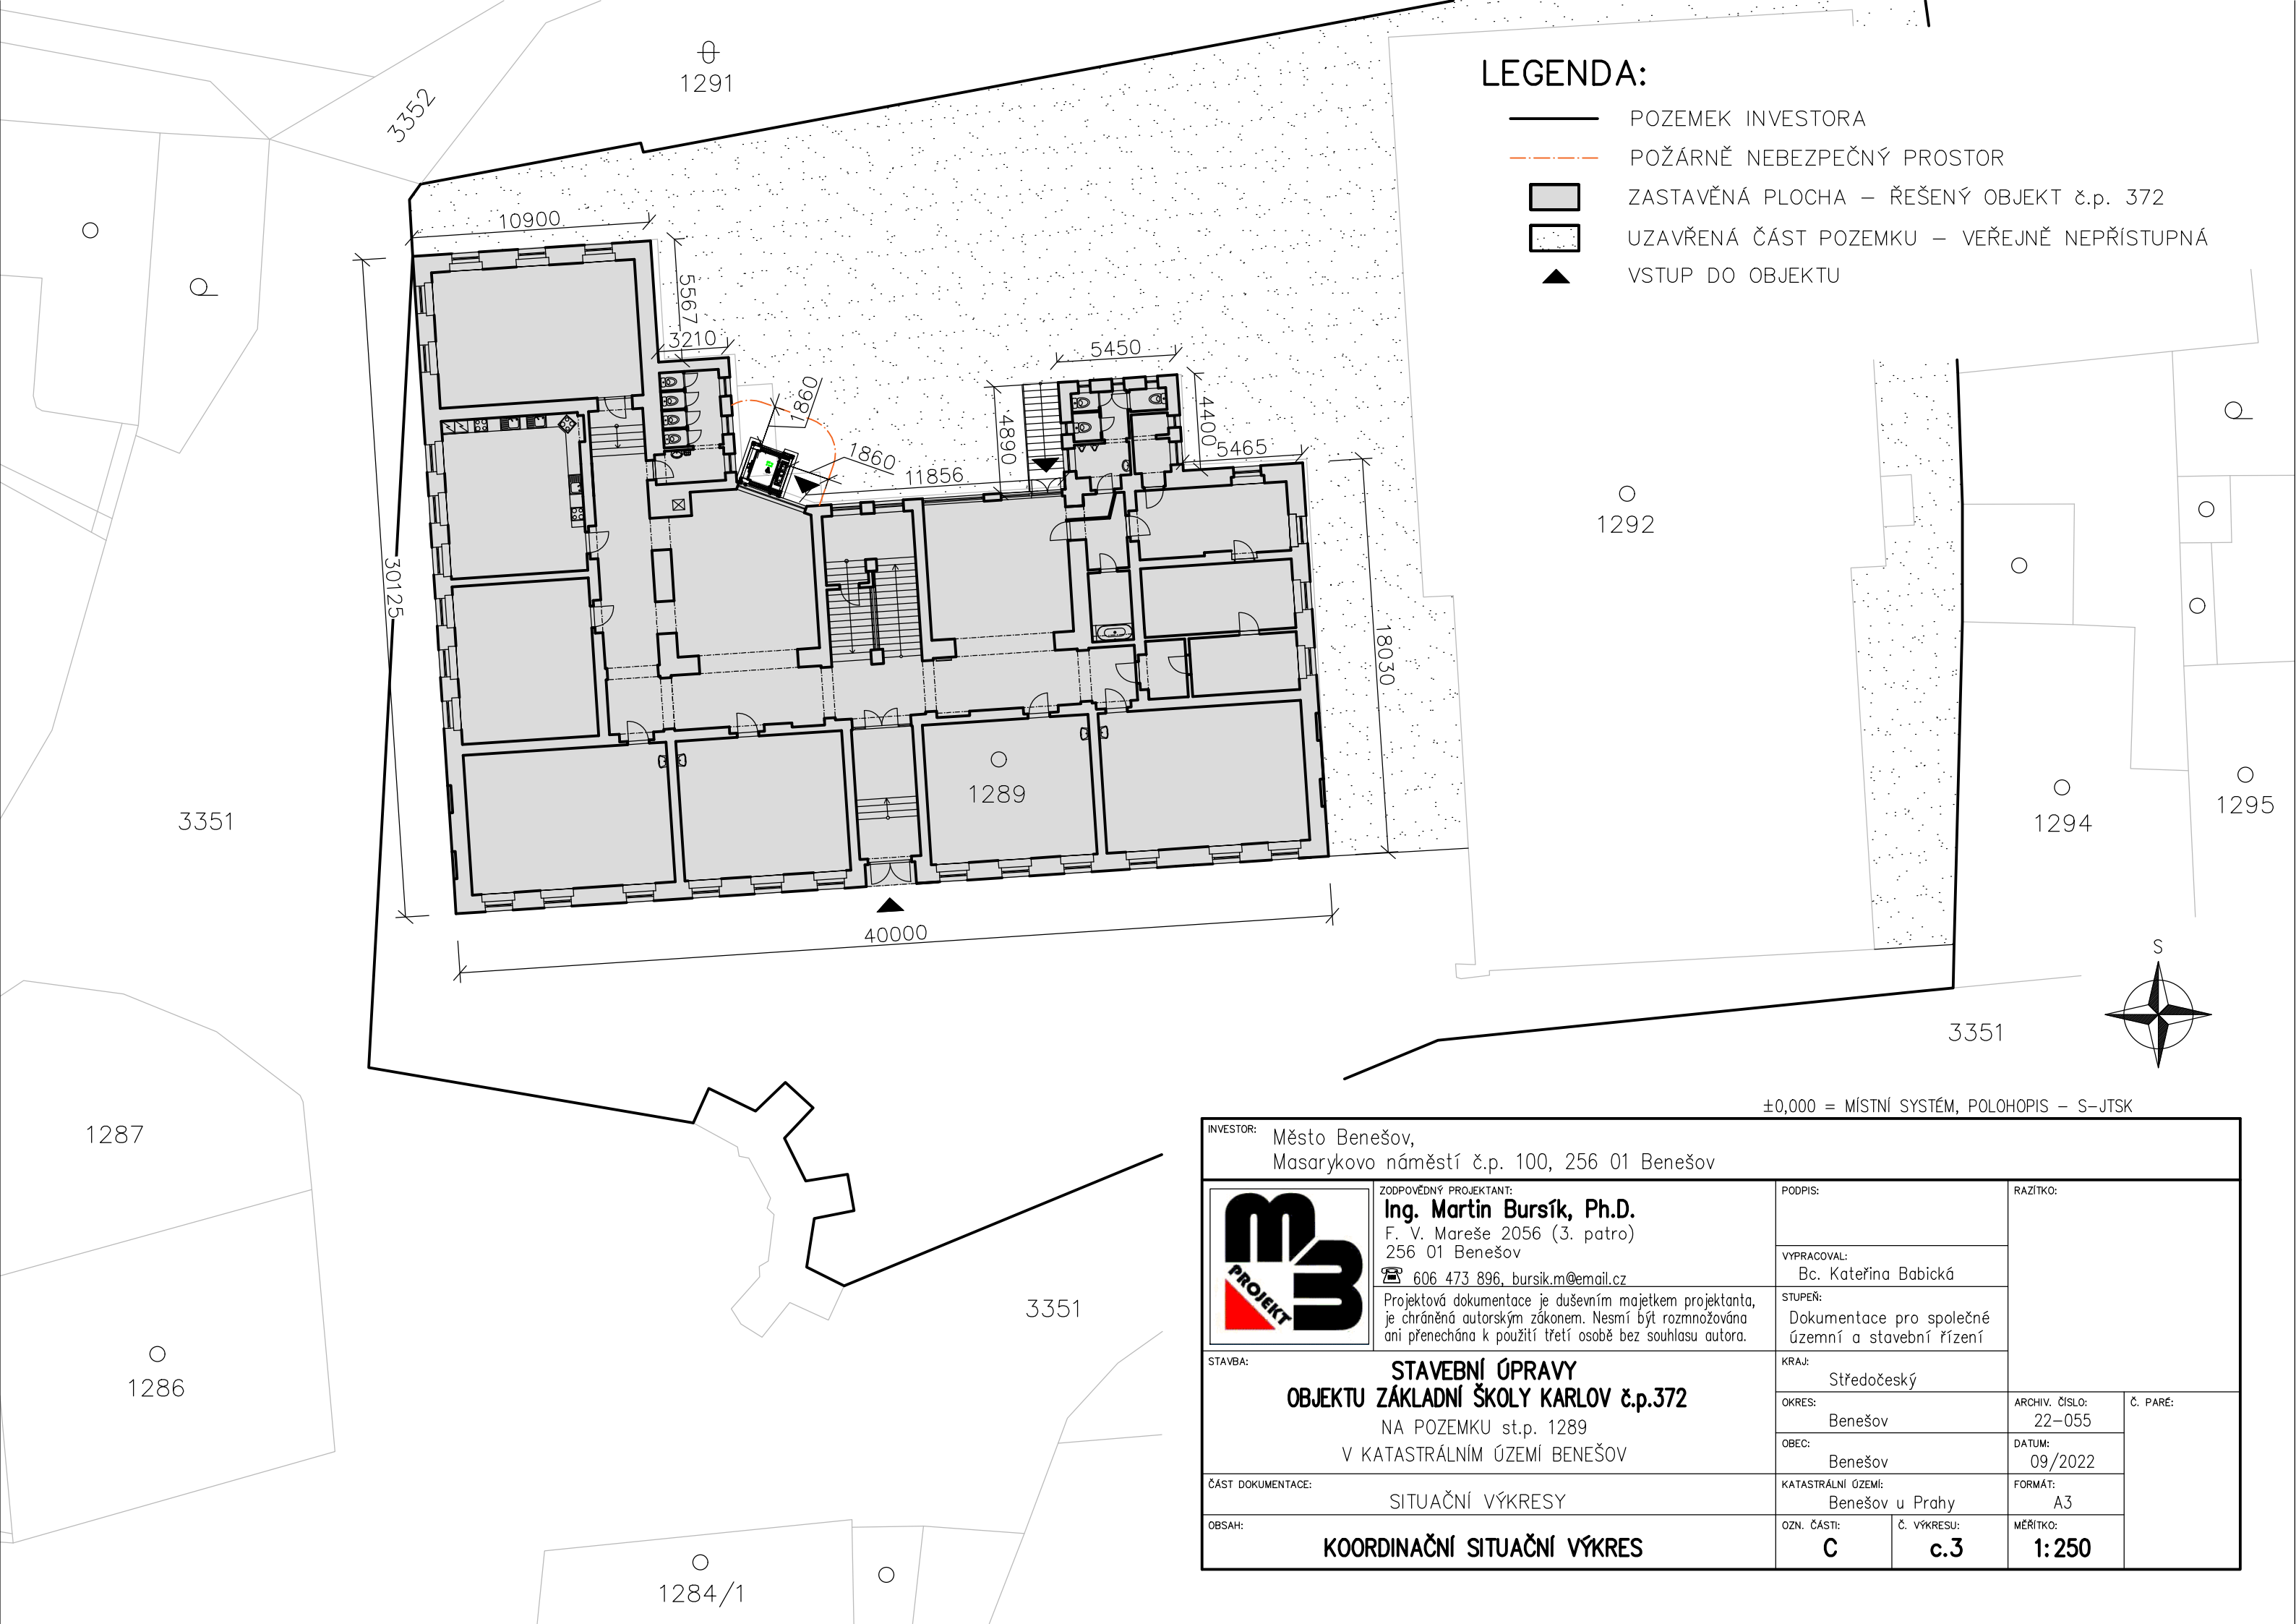 LEGENDA:
POZEMEK INVESTORA
POŽÁRNĚ NEBEZPEČNÝ PROSTOR
ZASTAVĚNÁ PLOCHA – ŘEŠENÝ OBJEKT č.p. 372
UZAVŘENÁ ČÁST POZEMKU – VEŘEJNĚ NEPŘÍSTUPNÁ
VSTUP DO OBJEKTU
1291
3352
10900
5567
3210
1860
1860
11856
4890
5450
4400
5465
30125
18030
1292
1289
40000
3351
1294
1295
S
3351
1287
3351
1286
1284/1
±0,000 = MÍSTNÍ SYSTÉM, POLOHOPIS – S-JTSK
INVESTOR:
Město Benešov,
Masarykovo náměstí č.p. 100, 256 01 Benešov
mB
PROJEKT
ZODPOVĚDNÝ PROJEKTANT:
Ing. Martin Bursík, Ph.D.
F. V. Mareše 2056 (3. patro)
256 01 Benešov
606 473 896, bursik.m@email.cz
Projektová dokumentace je duševním majetkem projektanta,
je chráněná autorským zákonem. Nesmí být rozmnožována
ani přenechána k použití třetí osobě bez souhlasu autora.
PODPIS:
RAZÍTKO:
VYPRACOVAL:
Bc. Kateřina Babická
STUPEŇ:
Dokumentace pro společné
územní a stavební řízení
STAVBA:
STAVEBNÍ ÚPRAVY
OBJEKTU ZÁKLADNÍ ŠKOLY KARLOV č.p.372
NA POZEMKU st.p. 1289
V KATASTRÁLNÍM ÚZEMÍ BENEŠOV
KRAJ:
Středočeský
OKRES:
Benešov
ARCHIV. ČÍSLO:
22-055
Č. PARÉ:
OBEC:
Benešov
DATUM:
09/2022
ČÁST DOKUMENTACE:
SITUAČNÍ VÝKRESY
KATASTRÁLNÍ ÚZEMÍ:
Benešov u Prahy
FORMÁT:
A3
OBSAH:
KOORDINAČNÍ SITUAČNÍ VÝKRES
OZN. ČÁSTI:
C
Č. VÝKRESU:
c.3
MĚŘÍTKO:
1:250